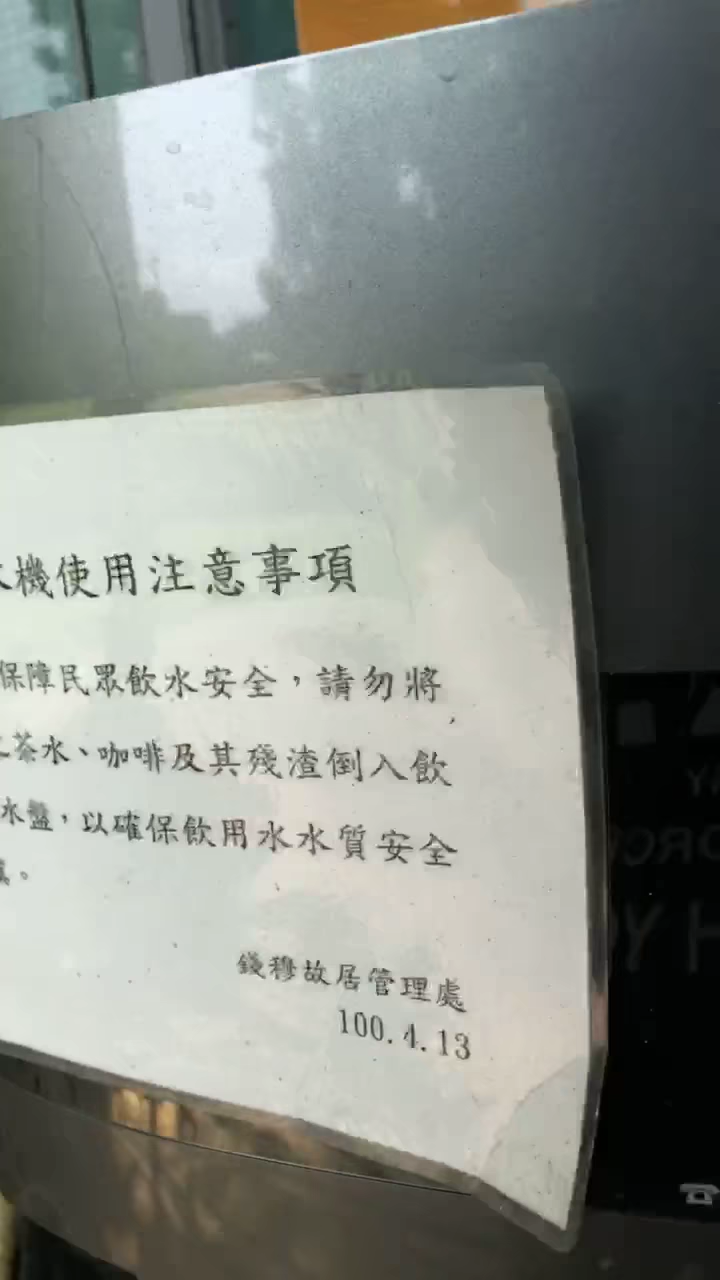 機使用注意事項
保障民眾飲水安全，請勿將
茶水、咖啡及其殘渣倒入飲
水盤，以確保飲用水水質安全
。
錢穆故居管理處
100.4.13